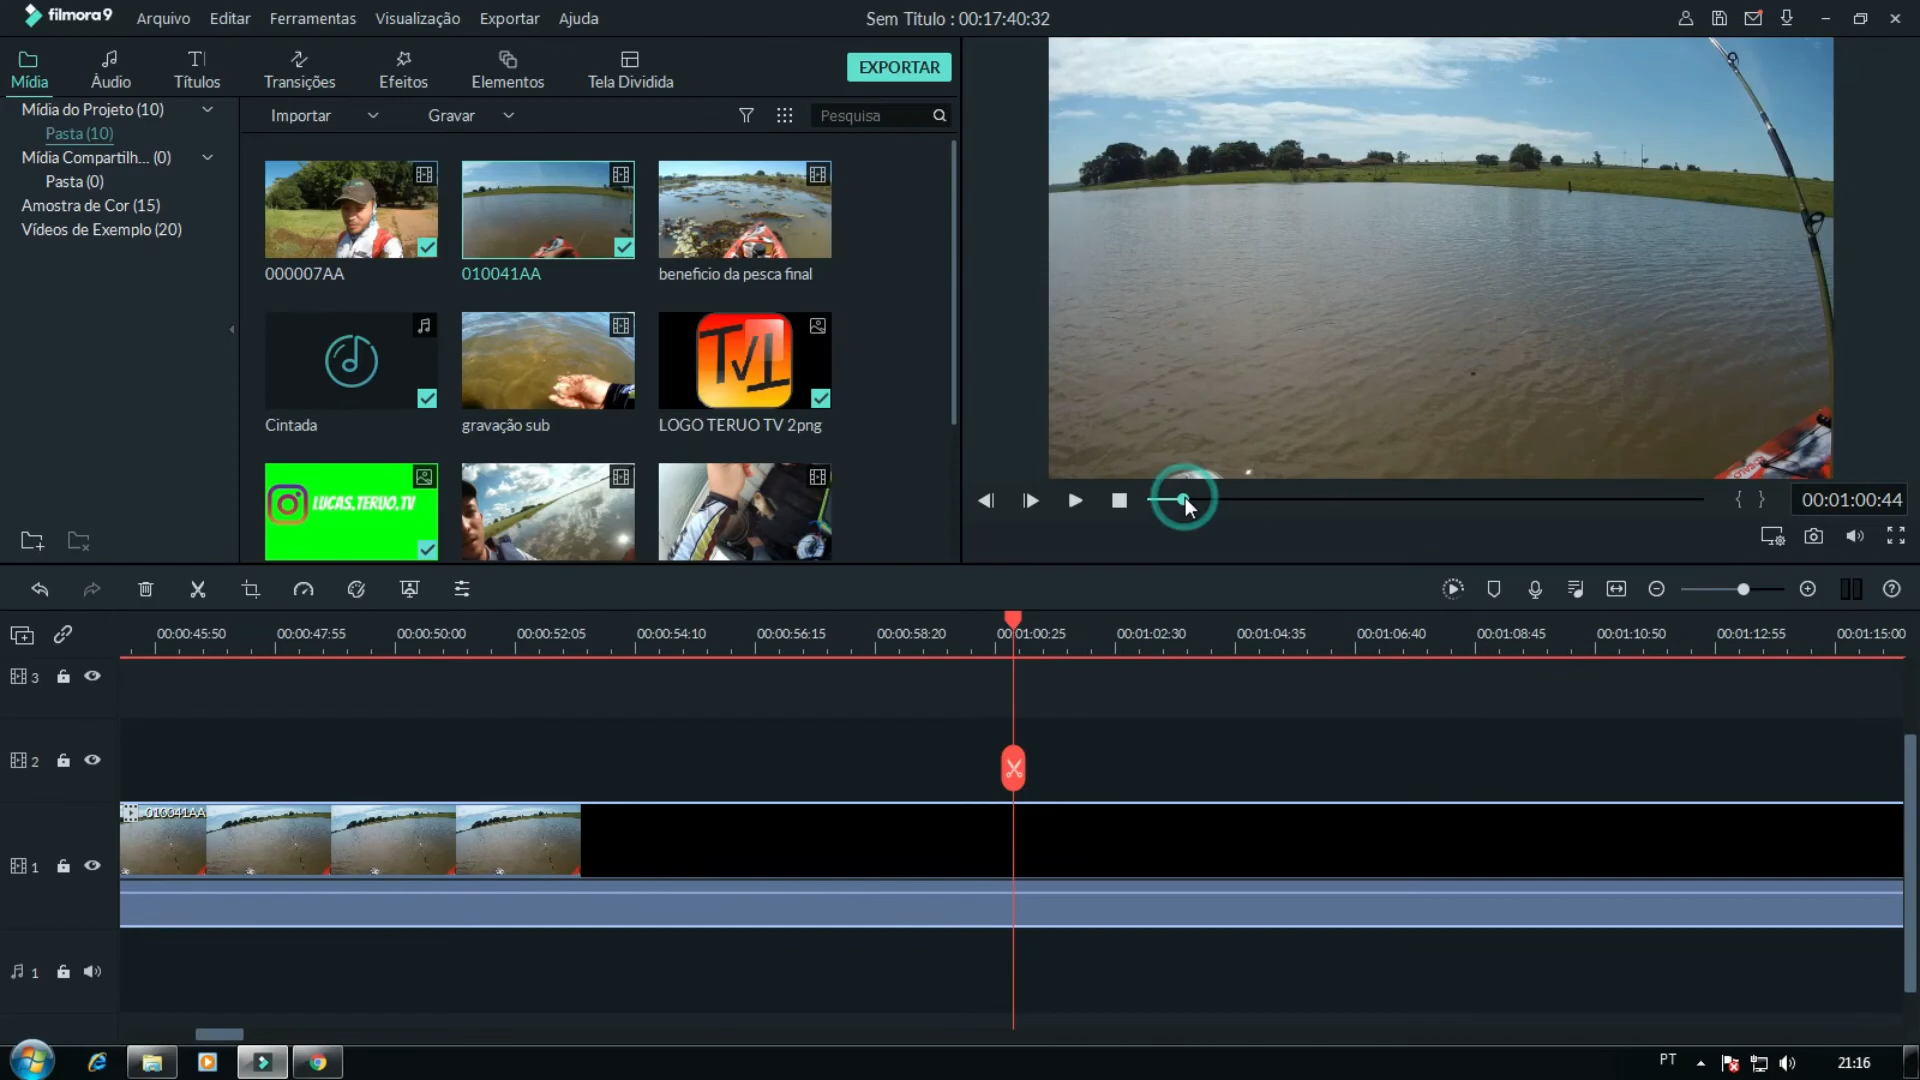 filmora9 Arquivo Editar Ferramentas Visualização Exportar Ajuda Sem Titulo : 00:17:40:32
Mídia Áudio Títulos Transições Efeitos Elementos Tela Dividida EXPORTAR
Mídia do Projeto (10)
Pasta (10)
Mídia Compartilh... (0)
Pasta (0)
Amostra de Cor (15)
Vídeos de Exemplo (20)
Importar Gravar Pesquisa
000007AA 010041AA beneficio da pesca final
TVT
Cintada gravação sub LOGO TERUO TV 2png
LUCAS.TERUO.TV
{ } 00:01:00:44
00:00:45:50 00:00:47:55 00:00:50:00 00:00:52:05 00:00:54:10 00:00:56:15 00:00:58:20 00:01:00:25 00:01:02:30 00:01:04:35 00:01:06:40 00:01:08:45 00:01:10:50 00:01:12:55 00:01:15:00
3
2
010041AA
1
1
PT 21:16